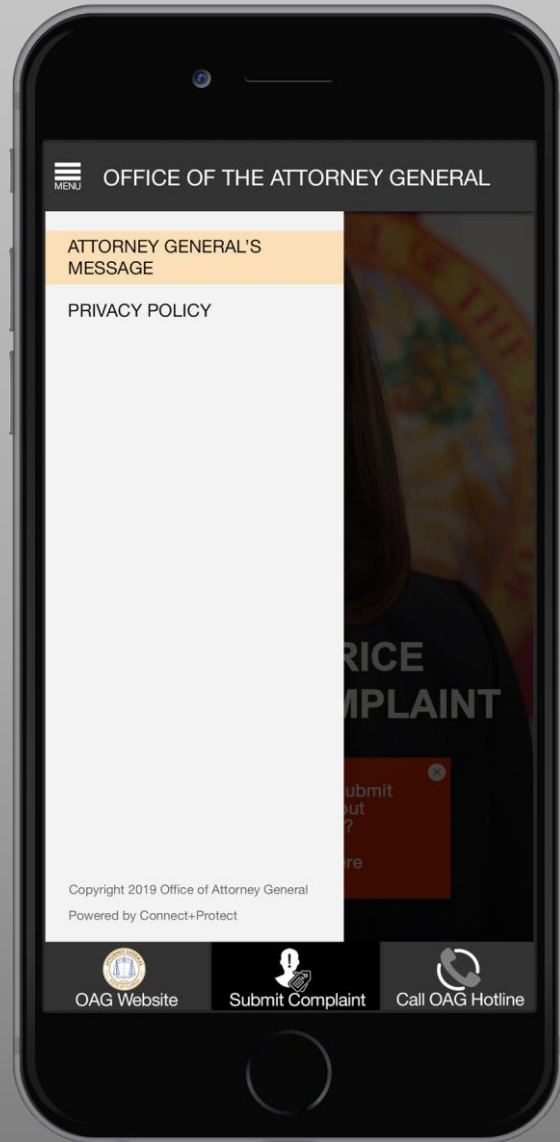 MENU
OFFICE OF THE ATTORNEY GENERAL
ATTORNEY GENERAL'S
MESSAGE
PRIVACY POLICY
RICE
MPLAINT
ubmit
out
?
re
Copyright 2019 Office of Attorney General
Powered by Connect+Protect
OAG Website
Submit Complaint
Call OAG Hotline